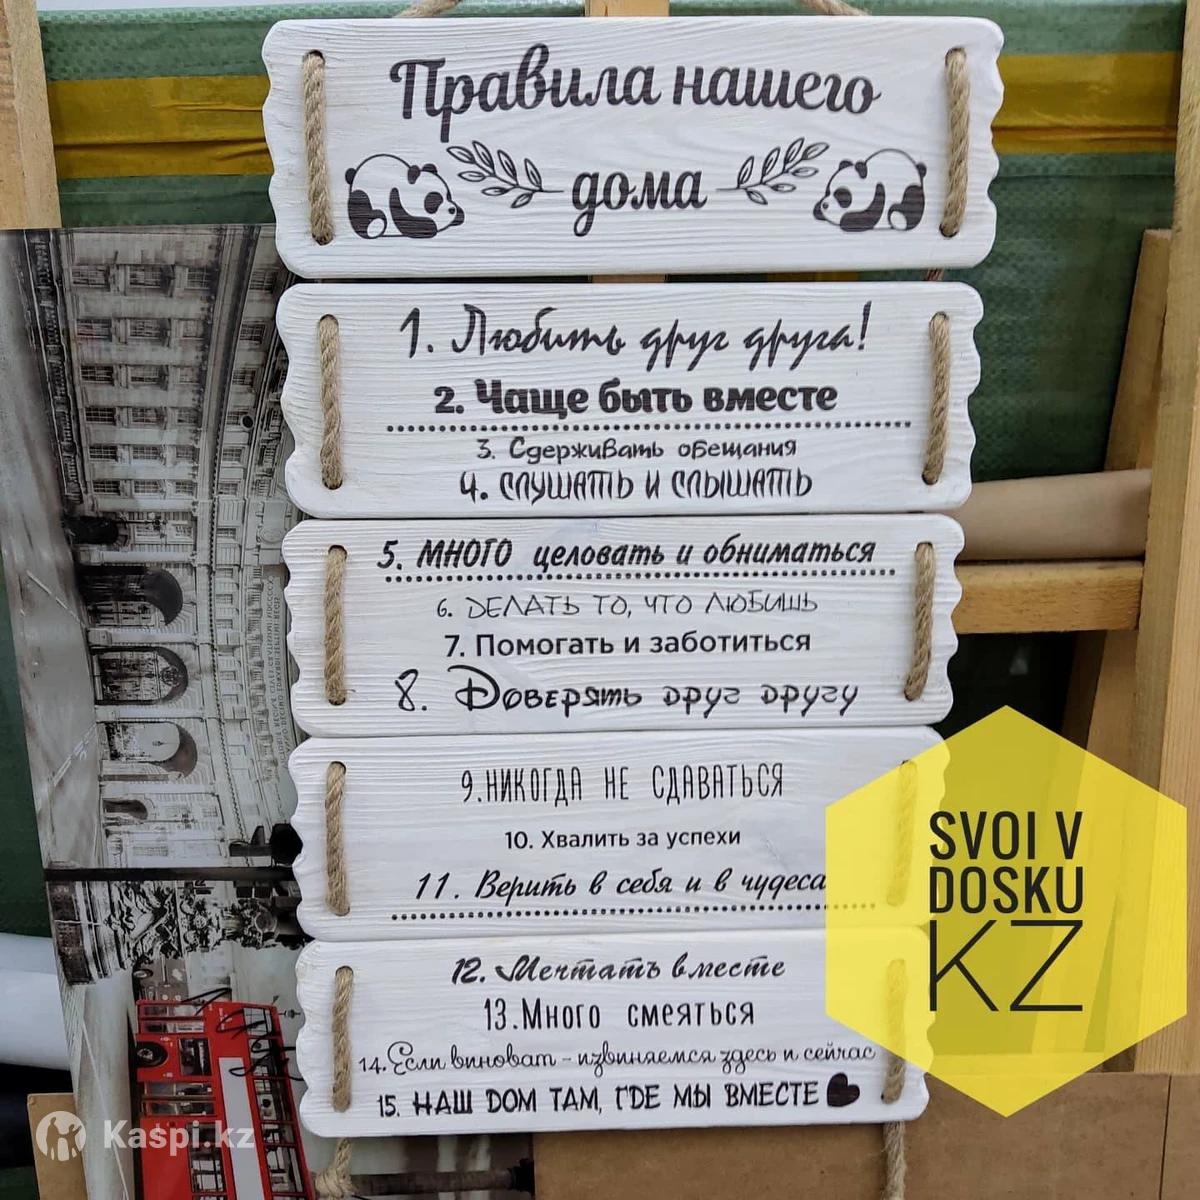 Правила нашего
дома
1. Любить друг друга!
2. Чаще быть вместе
3. Сдерживать обещания
4. СЛУШАТЬ И СЛЫШАТЬ
5. МНОГО целовать и обниматься
6. ДЕЛАТЬ ТО, ЧТО ЛЮБИШЬ
7. Помогать и заботиться
8. Доверять друг другу
9.НИКОГДА НЕ СДАВАТЬСЯ
10. Хвалить за успехи
11. Верить в себя и в чудеса
12. Мечтать вместе
13.Много смеяться
14.Если виноват - извиняемся здесь и сейчас
15. НАШ ДОМ ТАМ, ГДЕ МЫ ВМЕСТЕ
SVOI V
DOSKU
KZ
Kaspi.kz